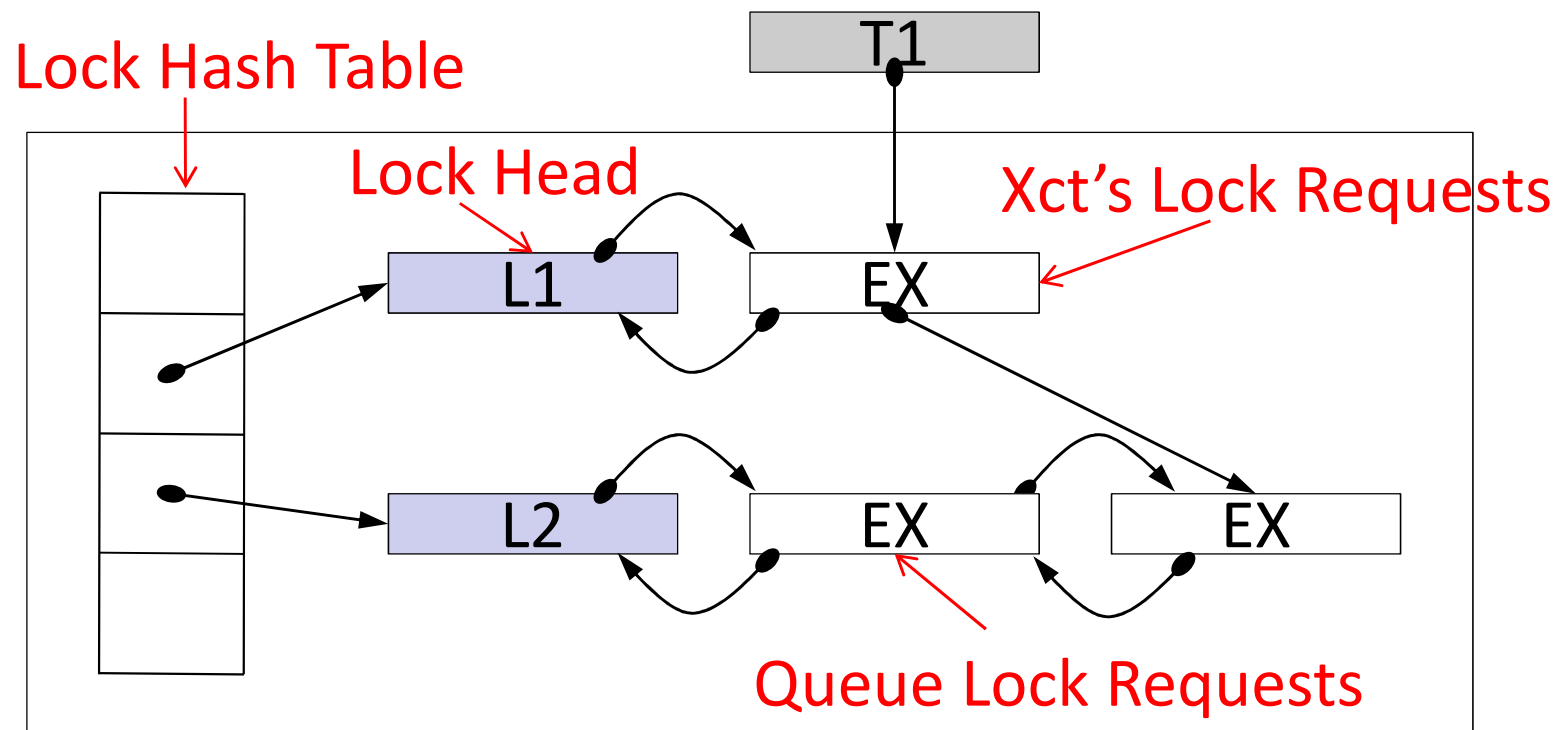 T1
Lock Hash Table
Lock Head
Xct's Lock Requests
L1
EX
L2
EX
EX
Queue Lock Requests